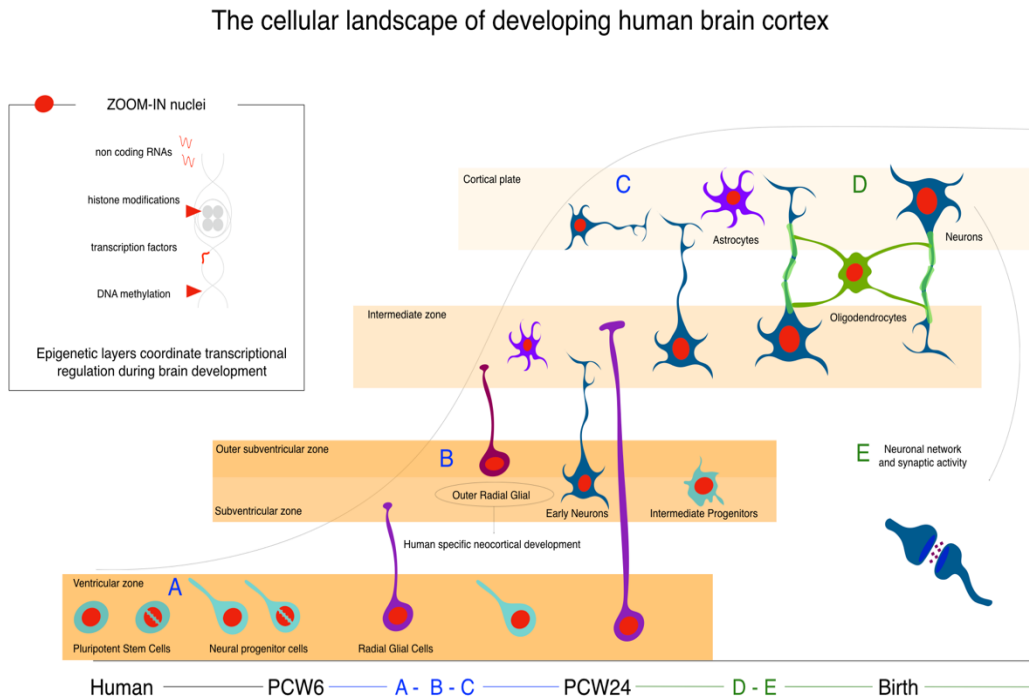 The cellular landscape of developing human brain cortex
ZOOM-IN nuclei
non coding RNAs
histone modifications
transcription factors
DNA methylation
Epigenetic layers coordinate transcriptional
regulation during brain development
Cortical plate
C
D
Astrocytes
Neurons
Intermediate zone
Oligodendrocytes
Outer subventricular zone
B
E
Neuronal network
and synaptic activity
Outer Radial Glial
Subventricular zone
Early Neurons
Intermediate Progenitors
Human specific neocortical development
Ventricular zone
A
Pluripotent Stem Cells
Neural progenitor cells
Radial Glial Cells
Human PCW6 A - B - C PCW24 D - E Birth